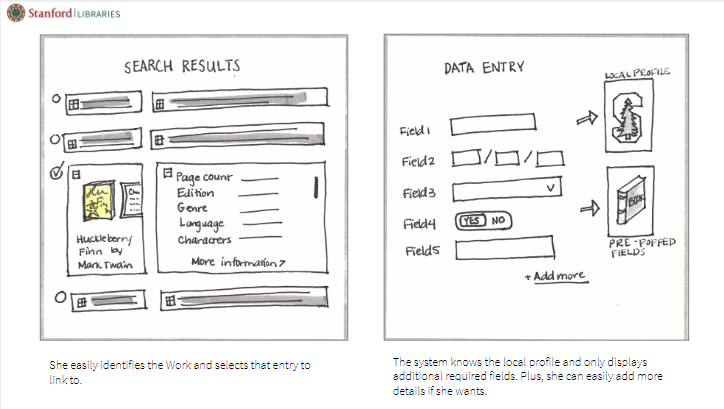 Stanford LIBRARIES
SEARCH RESULTS
Page count
Edition
Genre
Language
Characters
More information?
Huckleberry
Finn by
Mark Twain
She easily identifies the Work and selects that entry to
link to.
DATA ENTRY
LOCAL PROFILE
S
Field 1
Field 2
/ /
Field 3
Field 4
YES NO
Field 5
+ Add more
BOOK
PRE-POPPED
FIELDS
The system knows the local profile and only displays
additional required fields. Plus, she can easily add more
details if she wants.